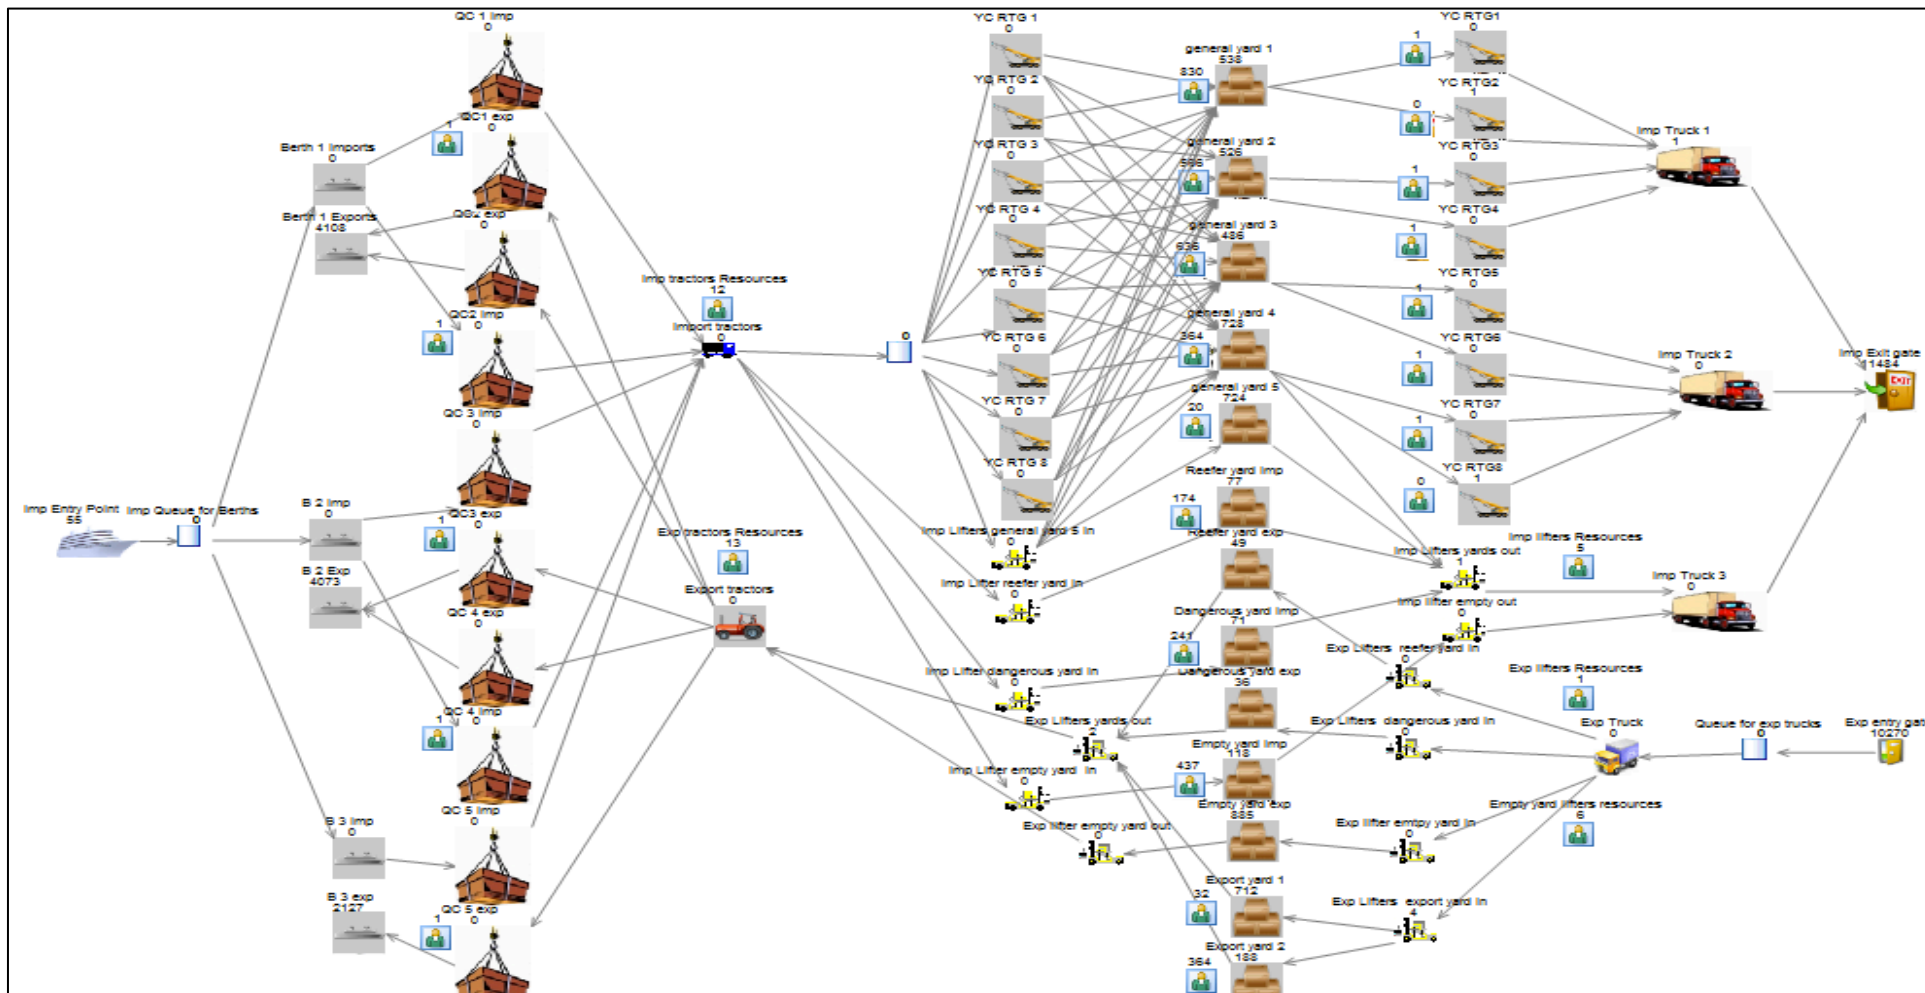 QC 1 Imp
0
QC1 exp
0
1
Berth 1 Imports
0
Berth 1 Exports
4108
QC2 exp
0
QC2 Imp
0
1
QC 3 Imp
0
Imp Entry Point
55
Imp Queue for Berths
0
B 2 Imp
0
QC3 exp
0
1
B 2 Exp
4073
QC 4 exp
0
QC 4 Imp
0
1
QC 5 Imp
0
B 3 Imp
0
B 3 exp
2127
QC 5 exp
0
1
Imp tractors Resources
12
Import tractors
0
0
Exp tractors Resources
13
Export tractors
0
YC RTG 1
0
YC RTG 2
0
YC RTG 3
0
YC RTG 4
0
YC RTG 5
0
YC RTG 6
0
YC RTG 7
0
YC RTG 8
0
Imp Lifters general yard 5 in
0
Imp Lifter reefer yard in
0
Imp Lifter dangerous yard in
0
Exp Lifters yards out
2
Imp Lifter empty yard in
0
Exp lifter empty yard out
0
general yard 1
538
830
general yard 2
526
general yard 3
486
636
general yard 4
728
364
general yard 5
724
20
Reefer yard Imp
77
174
Reefer yard exp
49
Dangerous yard Imp
71
241
Dangerous yard exp
36
Empty yard Imp
118
437
Empty yard exp
885
Export yard 1
712
32
Export yard 2
188
364
YC RTG1
0
1
YC RTG2
1
0
YC RTG3
0
1
YC RTG4
0
1
YC RTG5
0
1
YC RTG6
0
1
YC RTG7
0
1
YC RTG8
1
0
Imp Truck 1
1
Imp Truck 2
0
Imp Exit gate
11484
EXIT
Imp Lifters yards out
1
Imp lifters Resources
5
Imp lifter empty out
0
Imp Truck 3
0
Exp Lifters reefer yard in
0
Exp lifters Resources
1
Exp Lifters dangerous yard in
0
Exp Truck
0
Queue for exp trucks
0
Exp entry gate
10270
Empty yard lifters resources
6
Exp lifter emtpy yard in
0
Exp Lifters export yard in
4